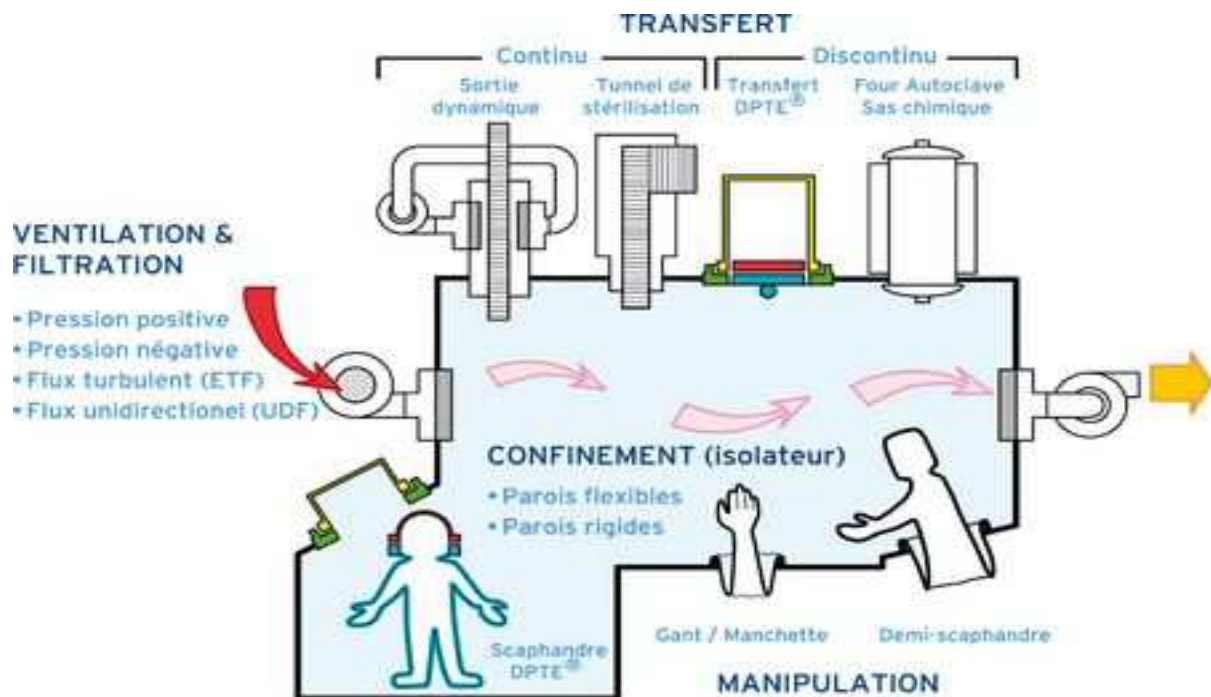 TRANSFERT
Continu
Discontinu
Sortie
dynamique
Tunnel de
stérilisation
Transfert
DPTE®
Four Autoclave
Sas chimique
VENTILATION &
FILTRATION
• Pression positive
• Pression négative
• Flux turbulent (ETF)
• Flux unidirectionel (UDF)
CONFINEMENT (isolateur)
• Parois flexibles
• Parois rigides
Scaphandre
DPTE®
Gant / Manchette
Demi-scaphandre
MANIPULATION